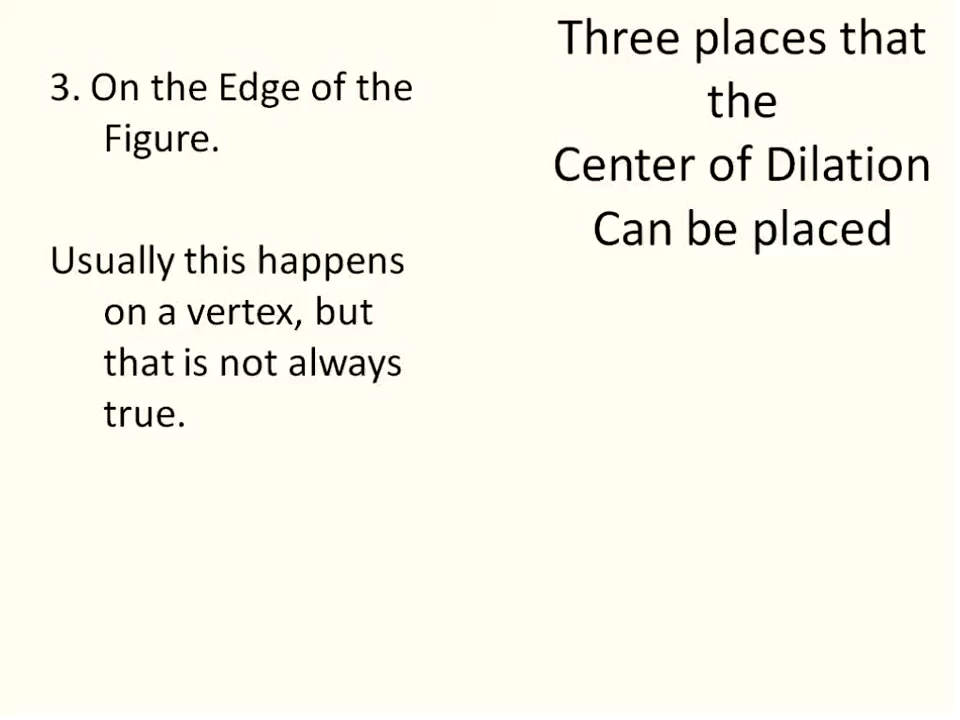 Three places that
the
Center of Dilation
Can be placed
3. On the Edge of the
Figure.
Usually this happens
on a vertex, but
that is not always
true.